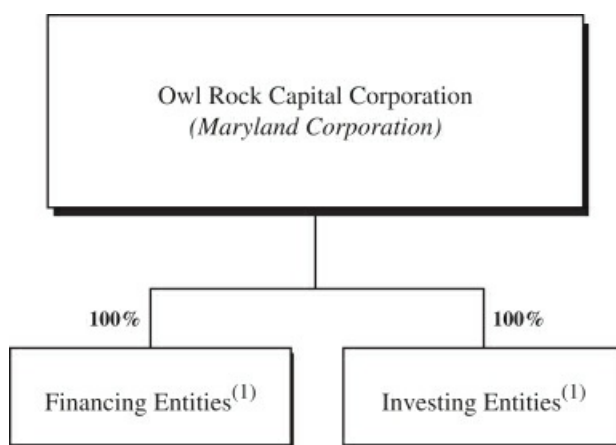 Owl Rock Capital Corporation
(Maryland Corporation)
100%
100%
Financing Entities(1)
Investing Entities(1)